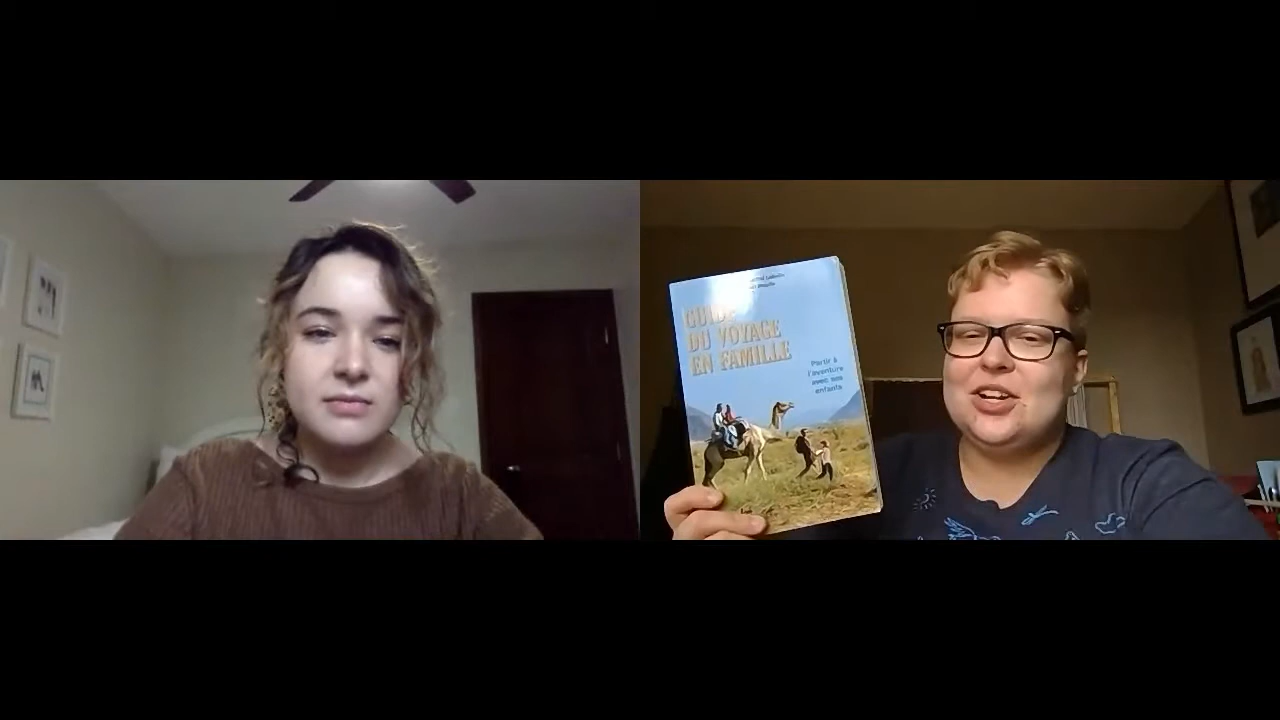 GUIDE
DU VOYAGE
EN FAMILLE
Partir à
l'aventure
avec ses
enfants